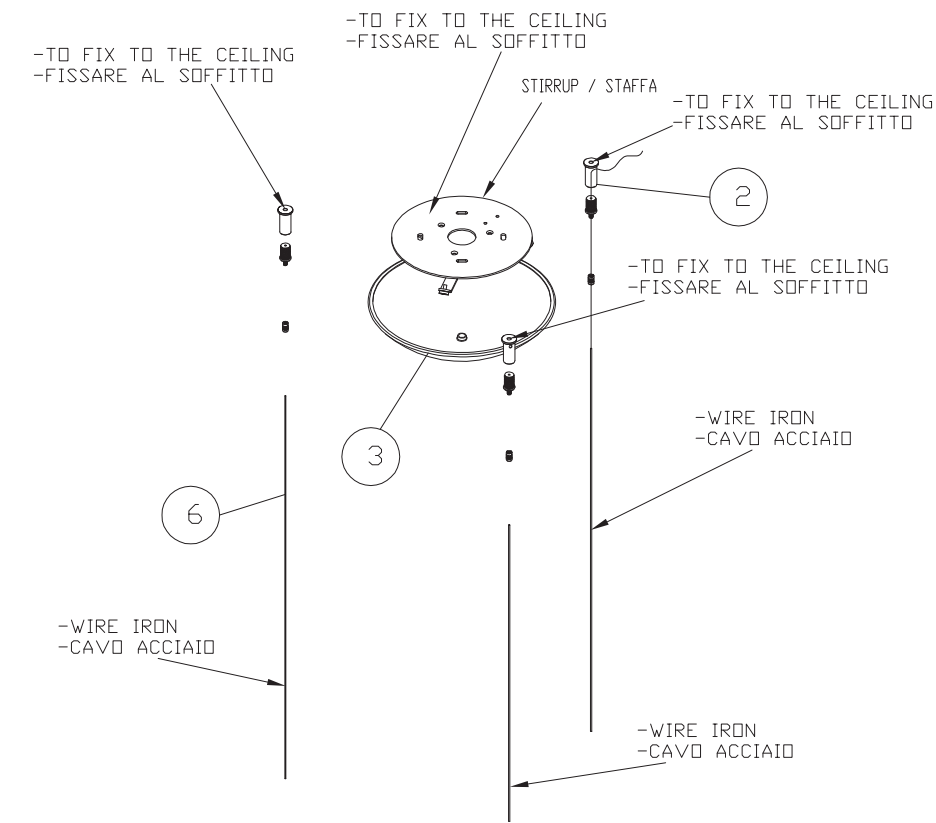 -TO FIX TO THE CEILING
-FISSARE AL SOFFITTO
-TO FIX TO THE CEILING
-FISSARE AL SOFFITTO
STIRRUP / STAFFA
-TO FIX TO THE CEILING
-FISSARE AL SOFFITTO
2
-TO FIX TO THE CEILING
-FISSARE AL SOFFITTO
3
-WIRE IRON
-CAVO ACCIAIO
6
-WIRE IRON
-CAVO ACCIAIO
-WIRE IRON
-CAVO ACCIAIO